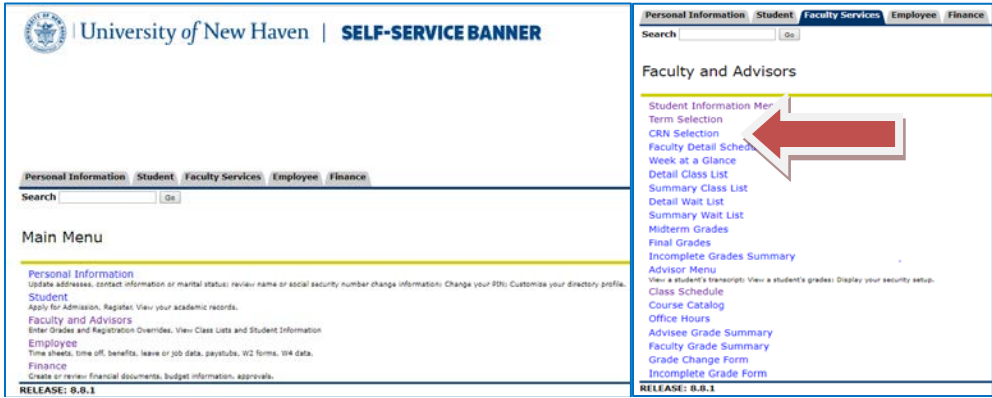 University of New Haven | SELF-SERVICE BANNER
Personal Information Student Faculty Services Employee Finance
Search Go
Main Menu
Personal Information
Update addresses, contact information or marital status; review name or social security number change information; Change your PIN; Customize your directory profile.
Student
Apply for Admission, Register, View your academic records.
Faculty and Advisors
Enter Grades and Registration Overrides, View Class Lists and Student Information
Employee
Time sheets, time off, benefits, leave or job data, paystubs, W2 forms, W4 data.
Finance
Create or review financial documents, budget information, approvals.
RELEASE: 8.8.1
Personal Information Student Faculty Services Employee Finance
Search Go
Faculty and Advisors
Student Information Men
Term Selection
CRN Selection
Faculty Detail Schedu
Week at a Glance
Detail Class List
Summary Class List
Detail Wait List
Summary Wait List
Midterm Grades
Final Grades
Incomplete Grades Summary
Advisor Menu
View a student's transcript; View a student's grades; Display your security setup.
Class Schedule
Course Catalog
Office Hours
Advisee Grade Summary
Faculty Grade Summary
Grade Change Form
Incomplete Grade Form
RELEASE: 8.8.1